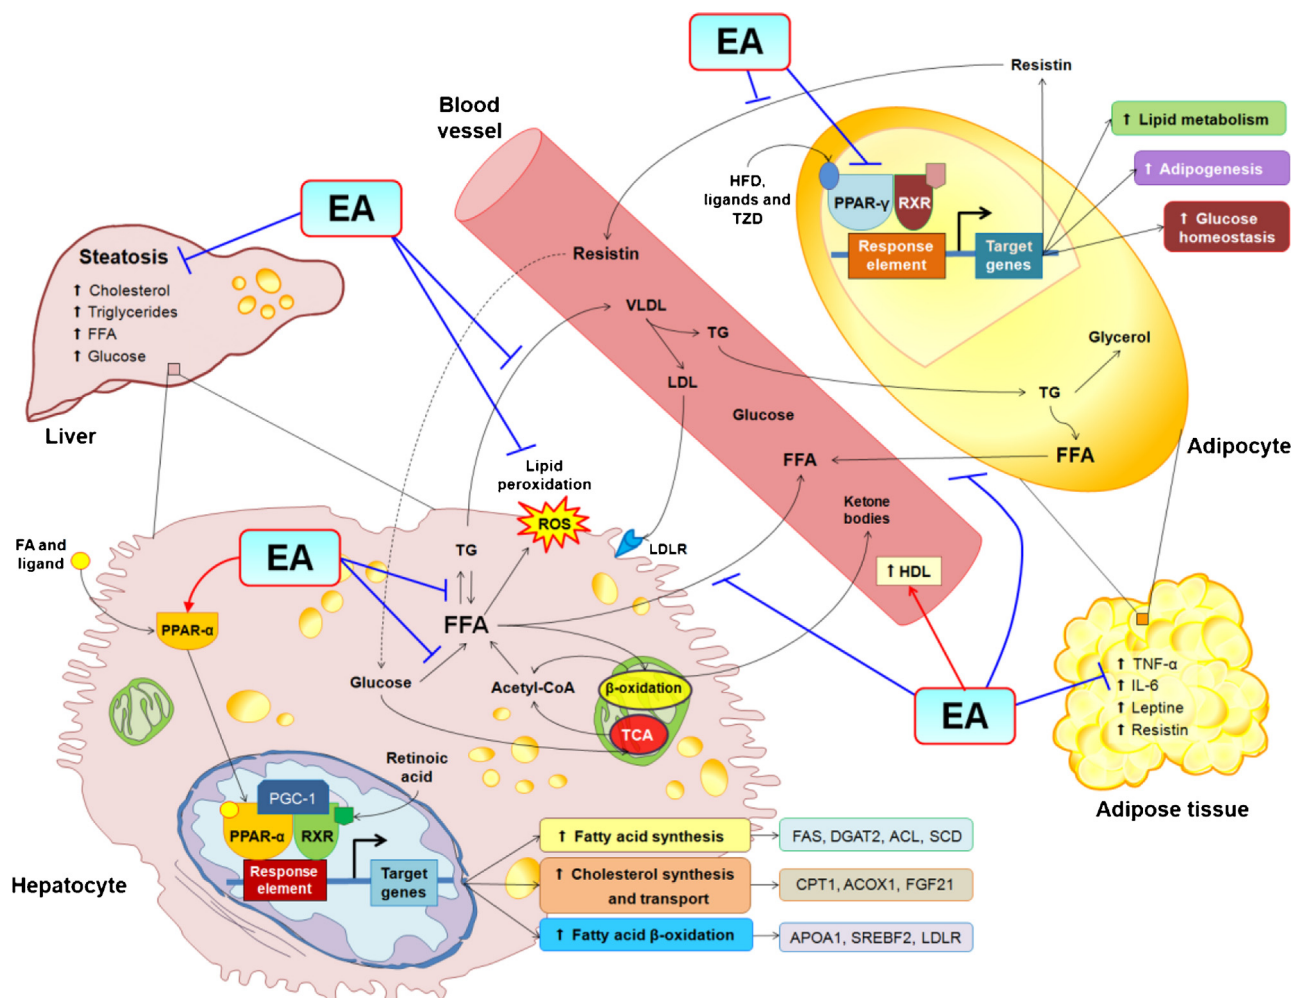 EA
Resistin
Blood
vessel
↑ Lipid metabolism
↑ Adipogenesis
↑ Glucose
homeostasis
HFD,
ligands and
TZD
PPAR-γ
RXR
Response
element
Target
genes
EA
Steatosis
↑ Cholesterol
↑ Triglycerides
↑ FFA
↑ Glucose
Liver
Resistin
VLDL
TG
LDL
Glucose
FFA
Ketone
bodies
↑ HDL
Glycerol
TG
FFA
Adipocyte
Lipid
peroxidation
ROS
LDLR
FA and
ligand
EA
PPAR-α
TG
FFA
Glucose
Acetyl-CoA
β-oxidation
TCA
EA
↑ TNF-α
↑ IL-6
↑ Leptine
↑ Resistin
Adipose tissue
Retinoic
acid
PGC-1
PPAR-α
RXR
Response
element
Target
genes
Hepatocyte
↑ Fatty acid synthesis
FAS, DGAT2, ACL, SCD
↑ Cholesterol synthesis
and transport
CPT1, ACOX1, FGF21
↑ Fatty acid β-oxidation
APOA1, SREBF2, LDLR